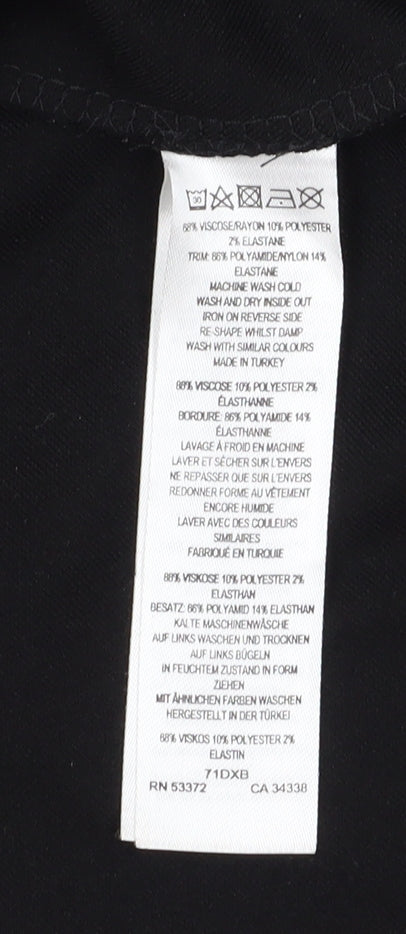 30
88% VISCOSE/RAYON 10% POLYESTER
2% ELASTANE
TRIM: 86% POLYAMIDE/NYLON 14%
ELASTANE
MACHINE WASH COLD
WASH AND DRY INSIDE OUT
IRON ON REVERSE SIDE
RE-SHAPE WHILST DAMP
WASH WITH SIMILAR COLOURS
MADE IN TURKEY
88% VISCOSE 10% POLYESTER 2%
ÉLASTHANNE
BORDURE: 86% POLYAMIDE 14%
ÉLASTHANNE
LAVAGE À FROID EN MACHINE
LAVER ET SÉCHER SUR L'ENVERS
NE REPASSER QUE SUR L'ENVERS
REDONNER FORME AU VÊTEMENT
ENCORE HUMIDE
LAVER AVEC DES COULEURS
SIMILAIRES
FABRIQUÉ EN TURQUIE
88% VISKOSE 10% POLYESTER 2%
ELASTHAN
BESATZ: 86% POLYAMID 14% ELASTHAN
KALTE MASCHINENWÄSCHE
AUF LINKS WASCHEN UND TROCKNEN
AUF LINKS BÜGELN
IN FEUCHTEM ZUSTAND IN FORM
ZIEHEN
MIT ÄHNLICHEN FARBEN WASCHEN
HERGESTELLT IN DER TÜRKEI
88% VISKOS 10% POLYESTER 2%
ELASTIN
71DXB
RN 53372 CA 34338